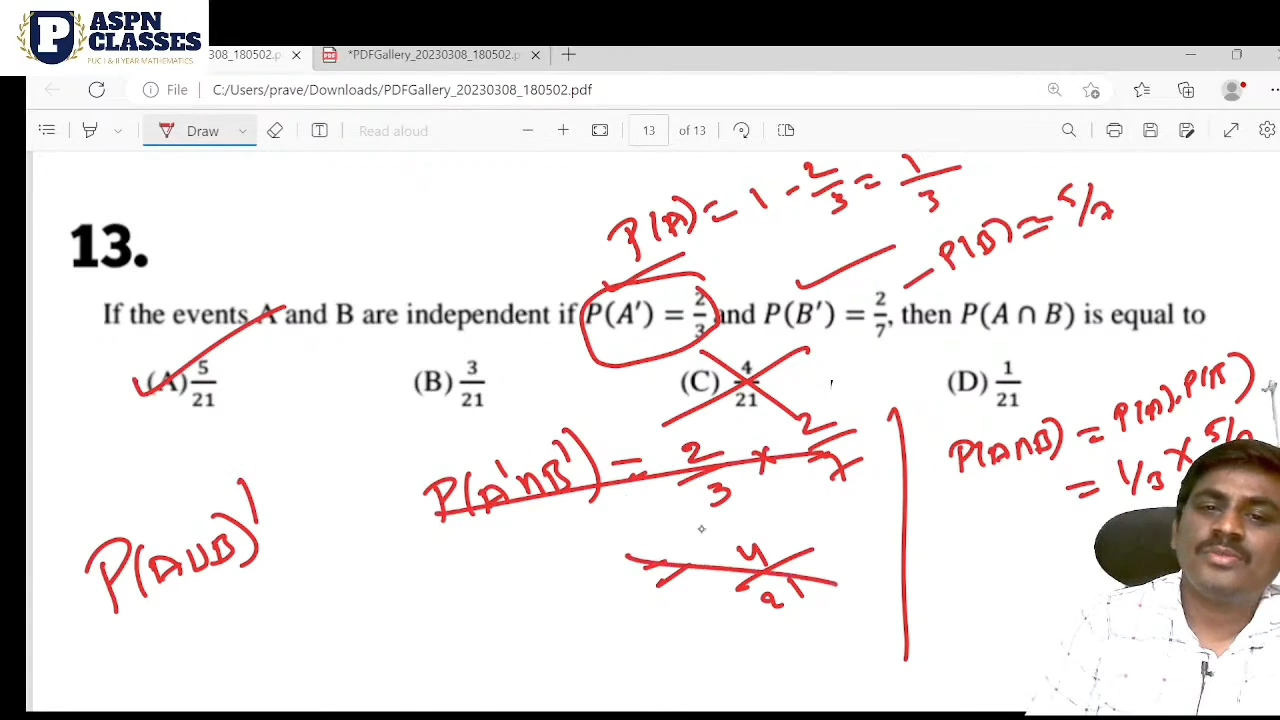 ASPN
CLASSES
PUC I & II YEAR MATHEMATICS
308_180502.p
*PDFGallery_20230308_180502.p
File
C:/Users/prave/Downloads/PDFGallery_20230308_180502.pdf
Draw
Read aloud
13
of 13
P(A) = 1 - 2/3 = 1/3
P(B) = 5/7
13.
If the events A and B are independent if P(A′) = 2/3 and P(B′) = 2/7, then P(A ∩ B) is equal to
(A) 5/21 (B) 3/21 (C) 4/21 (D) 1/21
P(A'∩B') = 2/3 × 2/7
4/21
P(A∪B)'
P(A∩B) = P(A).P(B)
= 1/3 × 5/